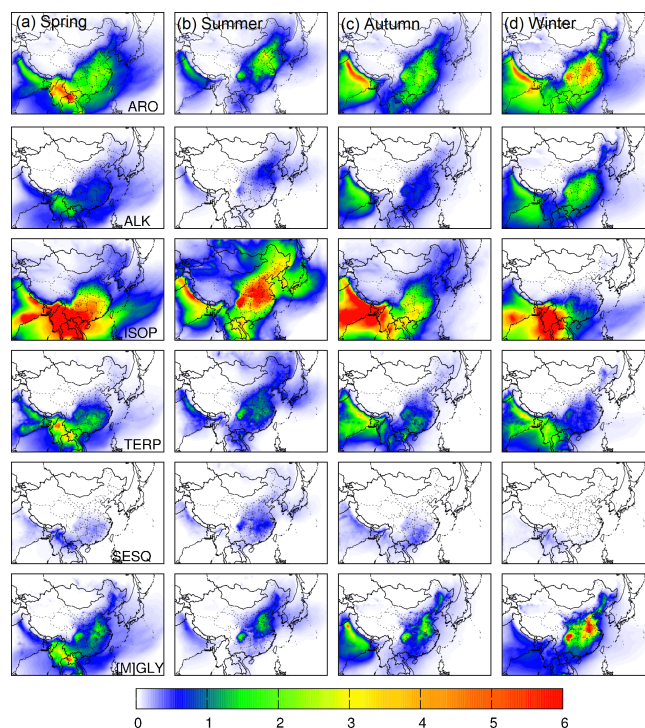 (a) Spring (b) Summer (c) Autumn (d) Winter
ARO
ALK
ISOP
TERP
SESQ
[M]GLY
0 1 2 3 4 5 6